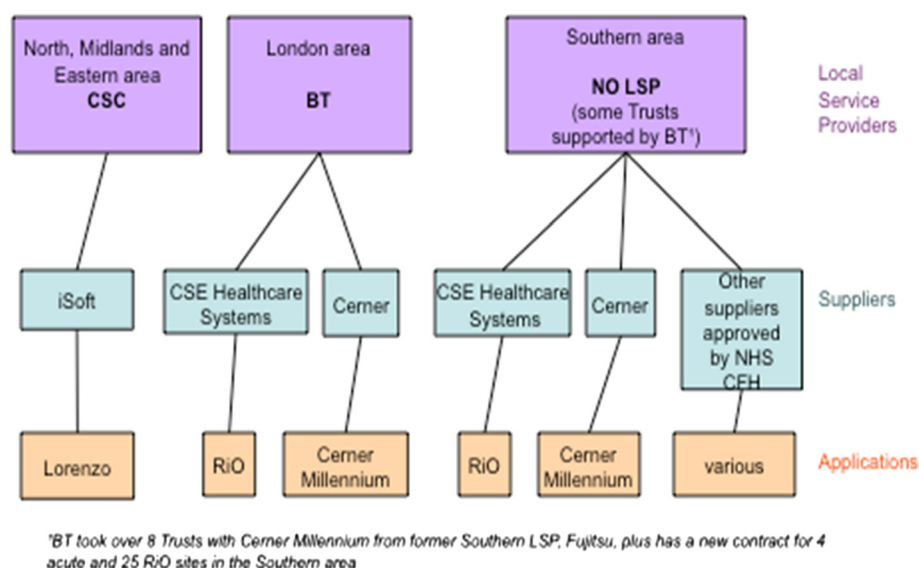 North, Midlands and
Eastern area
CSC
London area
BT
Southern area
NO LSP
(some Trusts
supported by BT¹)
Local
Service
Providers
iSoft
CSE Healthcare
Systems
Cerner
CSE Healthcare
Systems
Cerner
Other
suppliers
approved
by NHS
CFH
Suppliers
Lorenzo
RiO
Cerner
Millennium
RiO
Cerner
Millennium
various
Applications
¹BT took over 8 Trusts with Cerner Millennium from former Southern LSP, Fujitsu, plus has a new contract for 4
acute and 25 RiO sites in the Southern area